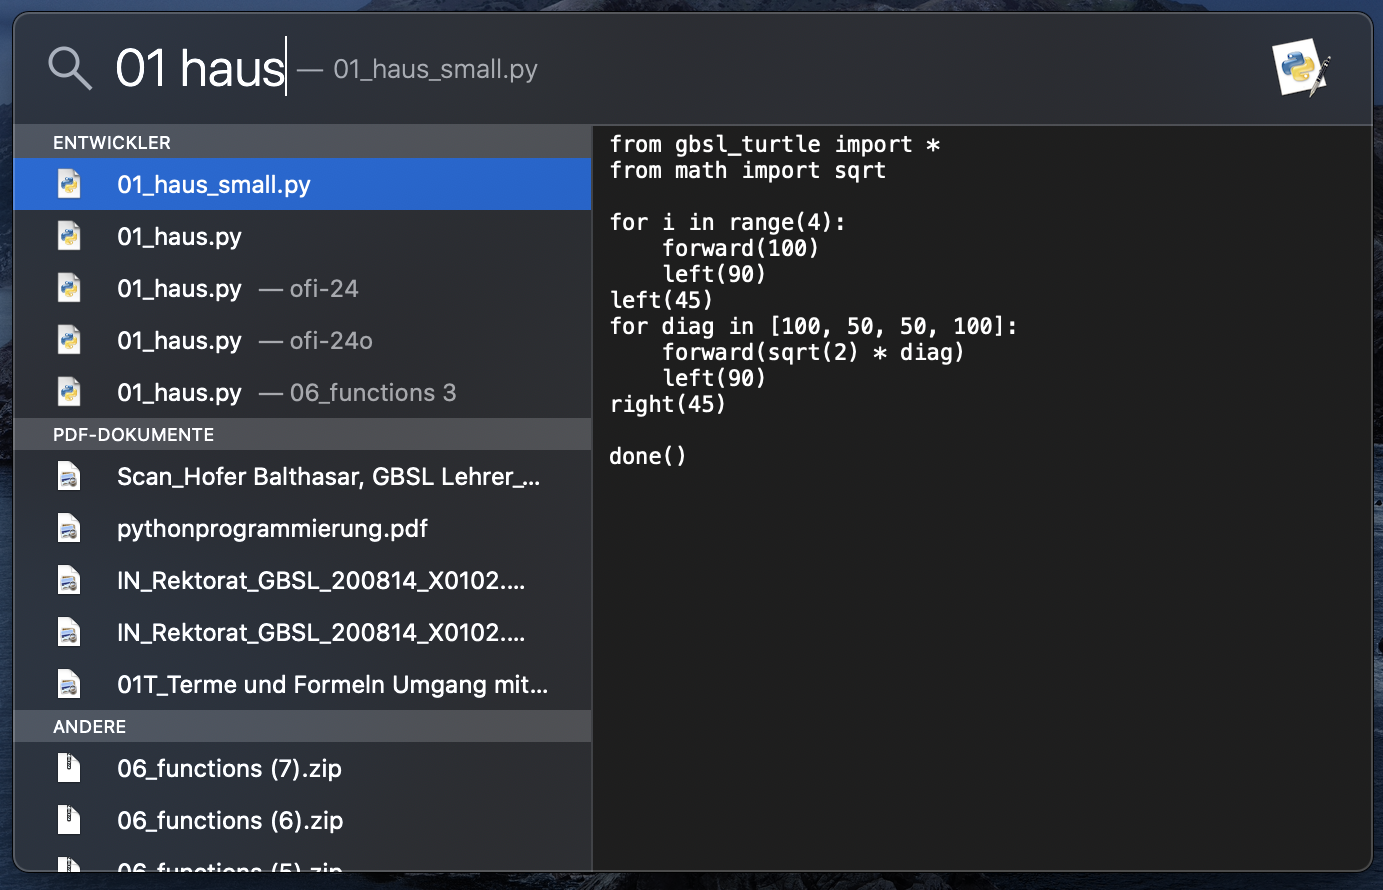 01 haus — 01_haus_small.py
ENTWICKLER
01_haus_small.py
01_haus.py
01_haus.py — ofi-24
01_haus.py — ofi-24o
01_haus.py — 06_functions 3
PDF-DOKUMENTE
Scan_Hofer Balthasar, GBSL Lehrer_...
pythonprogrammierung.pdf
IN_Rektorat_GBSL_200814_X0102....
IN_Rektorat_GBSL_200814_X0102....
01T_Terme und Formeln Umgang mit...
ANDERE
06_functions (7).zip
06_functions (6).zip
06_functions (5).zip
from gbsl_turtle import *
from math import sqrt
for i in range(4):
    forward(100)
    left(90)
left(45)
for diag in [100, 50, 50, 100]:
    forward(sqrt(2) * diag)
    left(90)
right(45)
done()